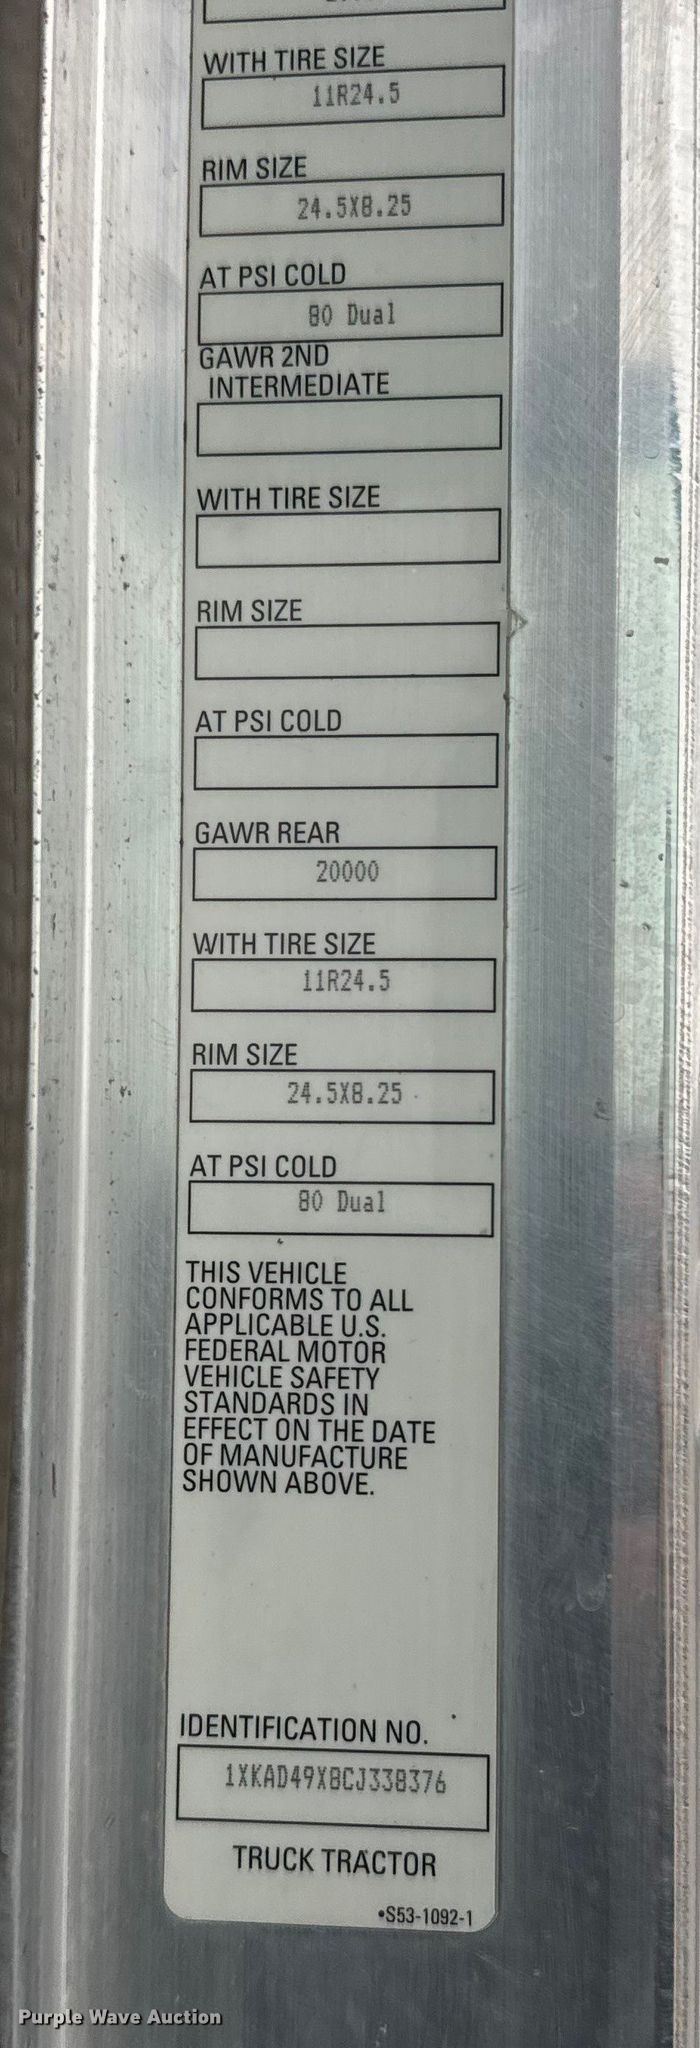 WITH TIRE SIZE
11R24.5
RIM SIZE
24.5X8.25
AT PSI COLD
80 Dual
GAWR 2ND
INTERMEDIATE
WITH TIRE SIZE
RIM SIZE
AT PSI COLD
GAWR REAR
20000
WITH TIRE SIZE
11R24.5
RIM SIZE
24.5X8.25
AT PSI COLD
80 Dual
THIS VEHICLE
CONFORMS TO ALL
APPLICABLE U.S.
FEDERAL MOTOR
VEHICLE SAFETY
STANDARDS IN
EFFECT ON THE DATE
OF MANUFACTURE
SHOWN ABOVE.
IDENTIFICATION NO.
1XKAD49X8CJ338376
TRUCK TRACTOR
•S53-1092-1
Purple Wave Auction